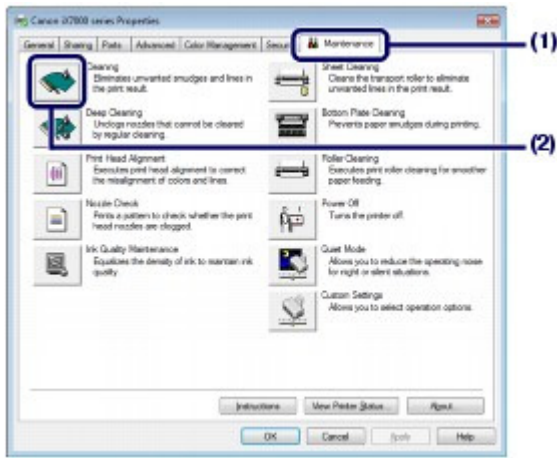 Canon iX7000 series Properties
General Sharing Ports Advanced Color Management Security Maintenance
(1)
Cleaning
Eliminates unwanted smudges and lines in
the print result.
Sheet Cleaning
Cleans the transport roller to eliminate
unwanted lines in the print result.
Deep Cleaning
Unclogs nozzles that cannot be cleared
by regular cleaning.
Bottom Plate Cleaning
Prevents paper smudges during printing.
(2)
Print Head Alignment
Executes print head alignment to correct
the misalignment of colors and lines.
Roller Cleaning
Executes print roller cleaning for smoother
paper feeding.
Nozzle Check
Prints a pattern to check whether the print
head nozzles are clogged.
Power Off
Turns the printer off.
Ink Quality Maintenance
Equalizes the density of ink to maintain ink
quality.
Quiet Mode
Allows you to reduce the operating noise
for night or silent situations.
Custom Settings
Allows you to select operation options.
Instructions View Printer Status... About...
OK Cancel Apply Help